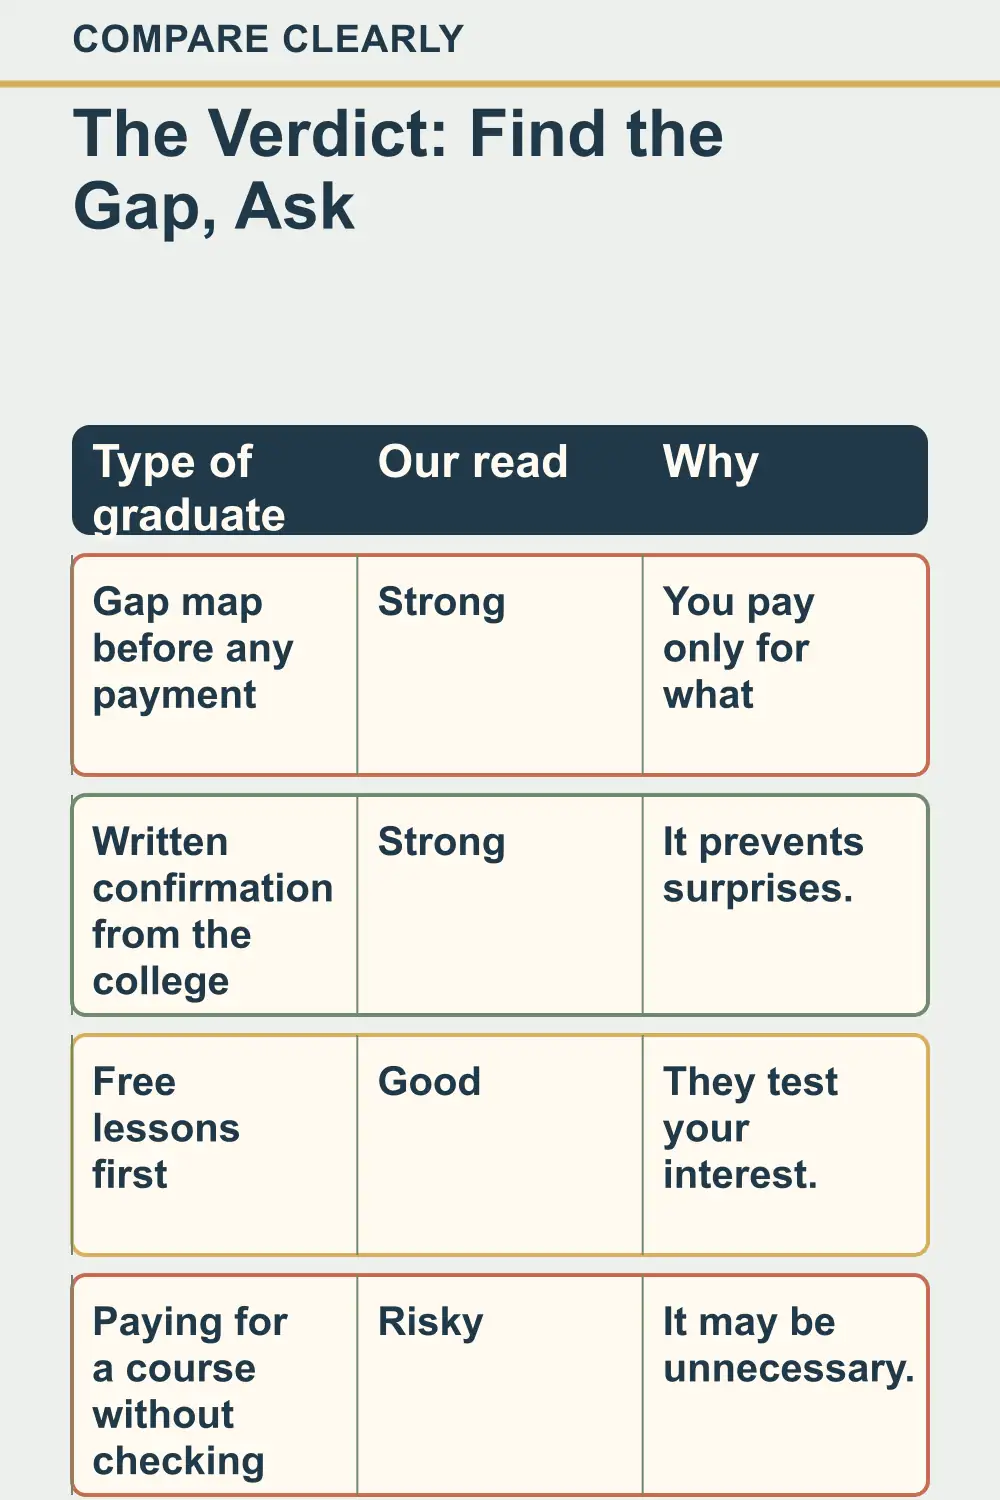 COMPARE CLEARLY
The Verdict: Find the
Gap, Ask
Type of
graduate
Our read
Why
Gap map
before any
payment
Strong
You pay
only for
what
Written
confirmation
from the
college
Strong
It prevents
surprises.
Free
lessons
first
Good
They test
your
interest.
Paying for
a course
without
checking
Risky
It may be
unnecessary.